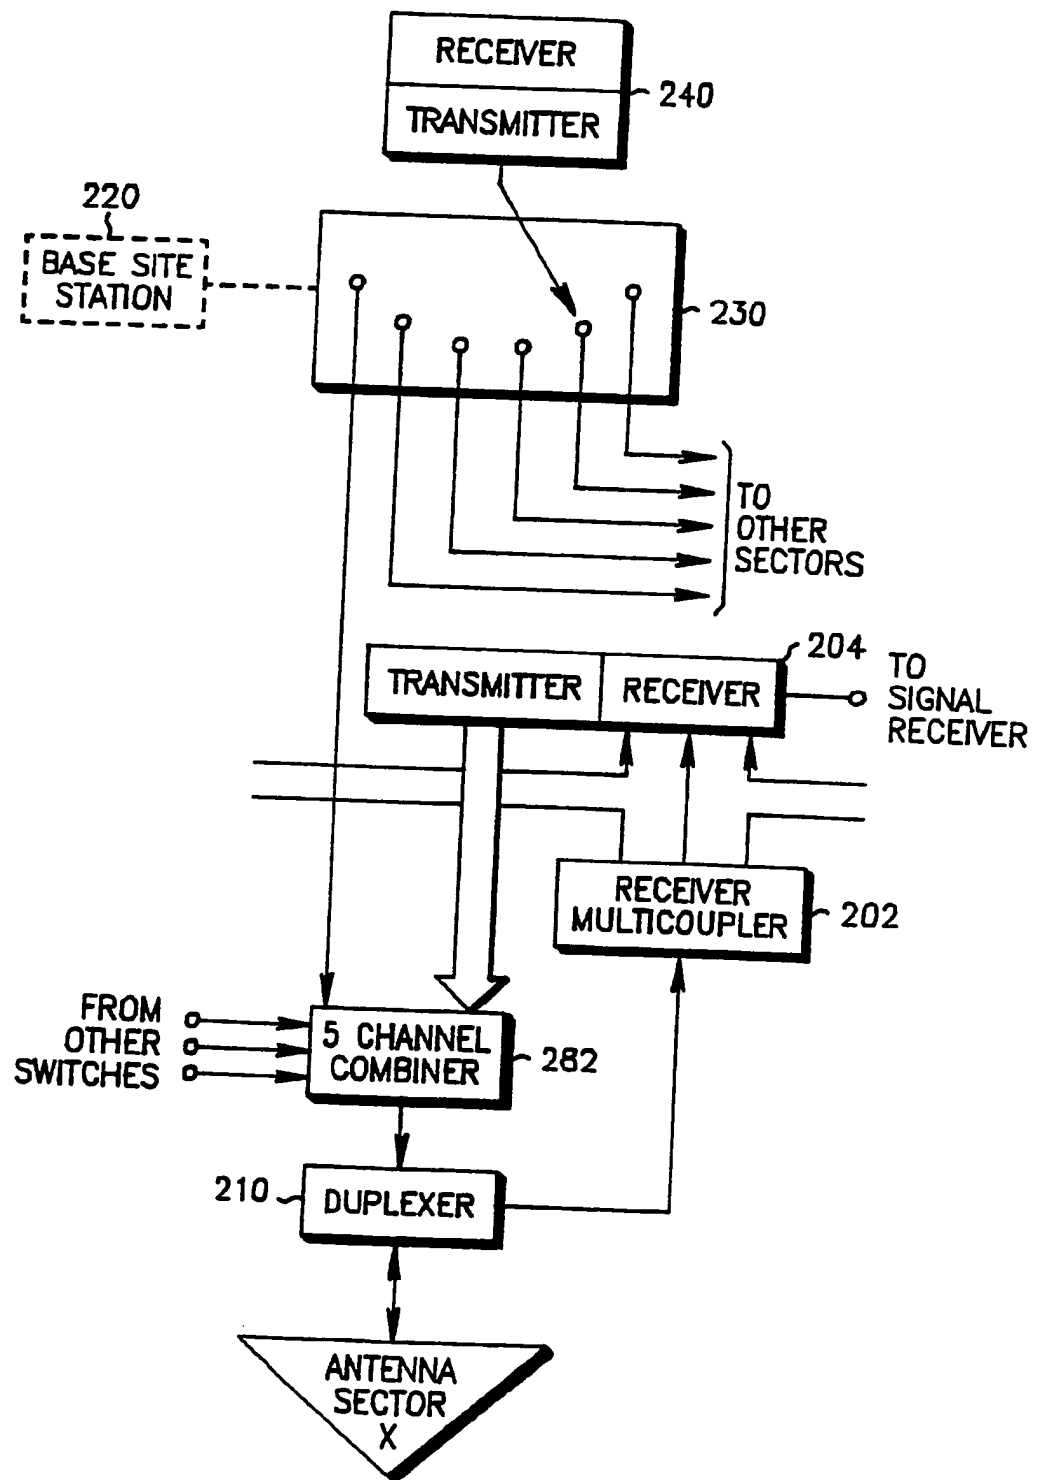 RECEIVER
240
TRANSMITTER
220
BASE SITE
STATION
230
TO
OTHER
SECTORS
204
TRANSMITTER
RECEIVER
TO
SIGNAL
RECEIVER
RECEIVER
MULTICOUPLER
202
FROM
OTHER
SWITCHES
5 CHANNEL
COMBINER
282
210
DUPLEXER
ANTENNA
SECTOR
X